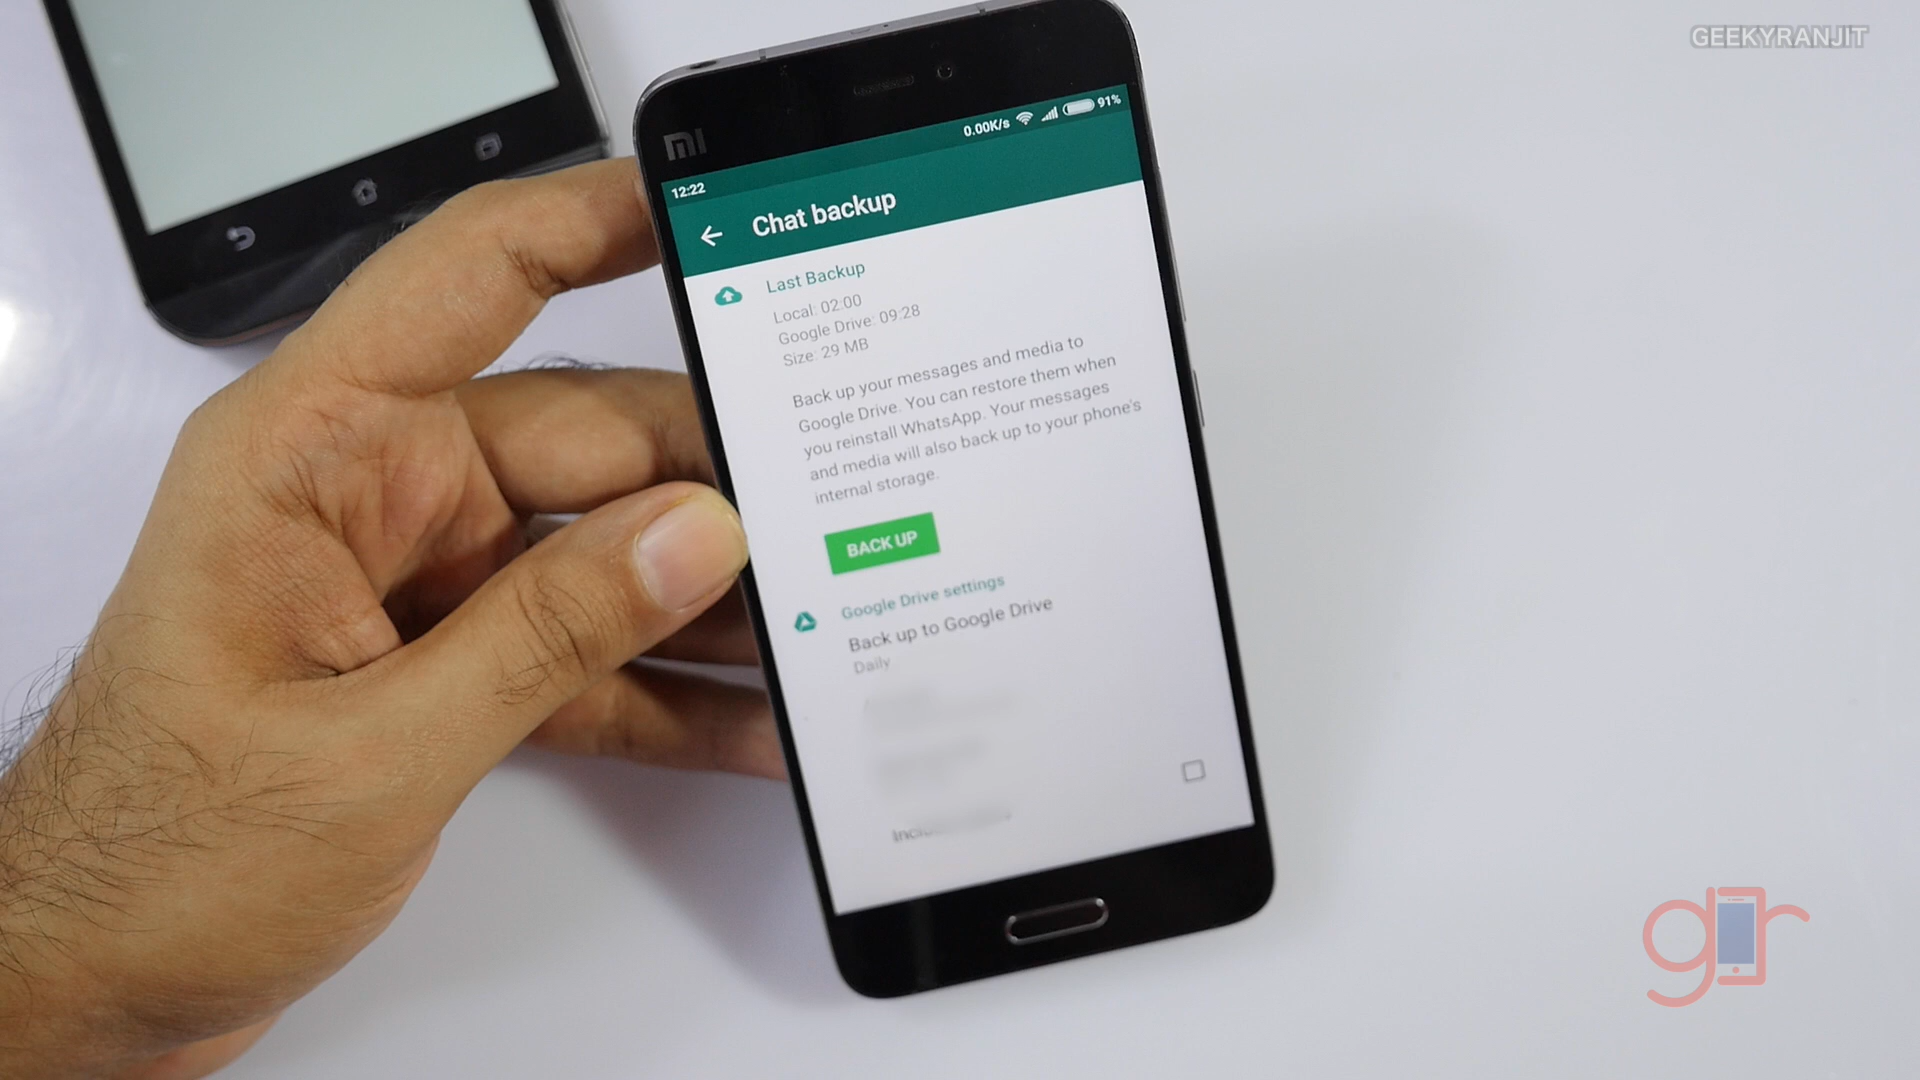 GEEKYRANJIT
mi
0.00K/s 91%
12:22
Chat backup
Last Backup
Local: 02:00
Google Drive: 09:28
Size: 29 MB
Back up your messages and media to
Google Drive. You can restore them when
you reinstall WhatsApp. Your messages
and media will also back up to your phone's
internal storage.
BACK UP
Google Drive settings
Back up to Google Drive
Daily
gr